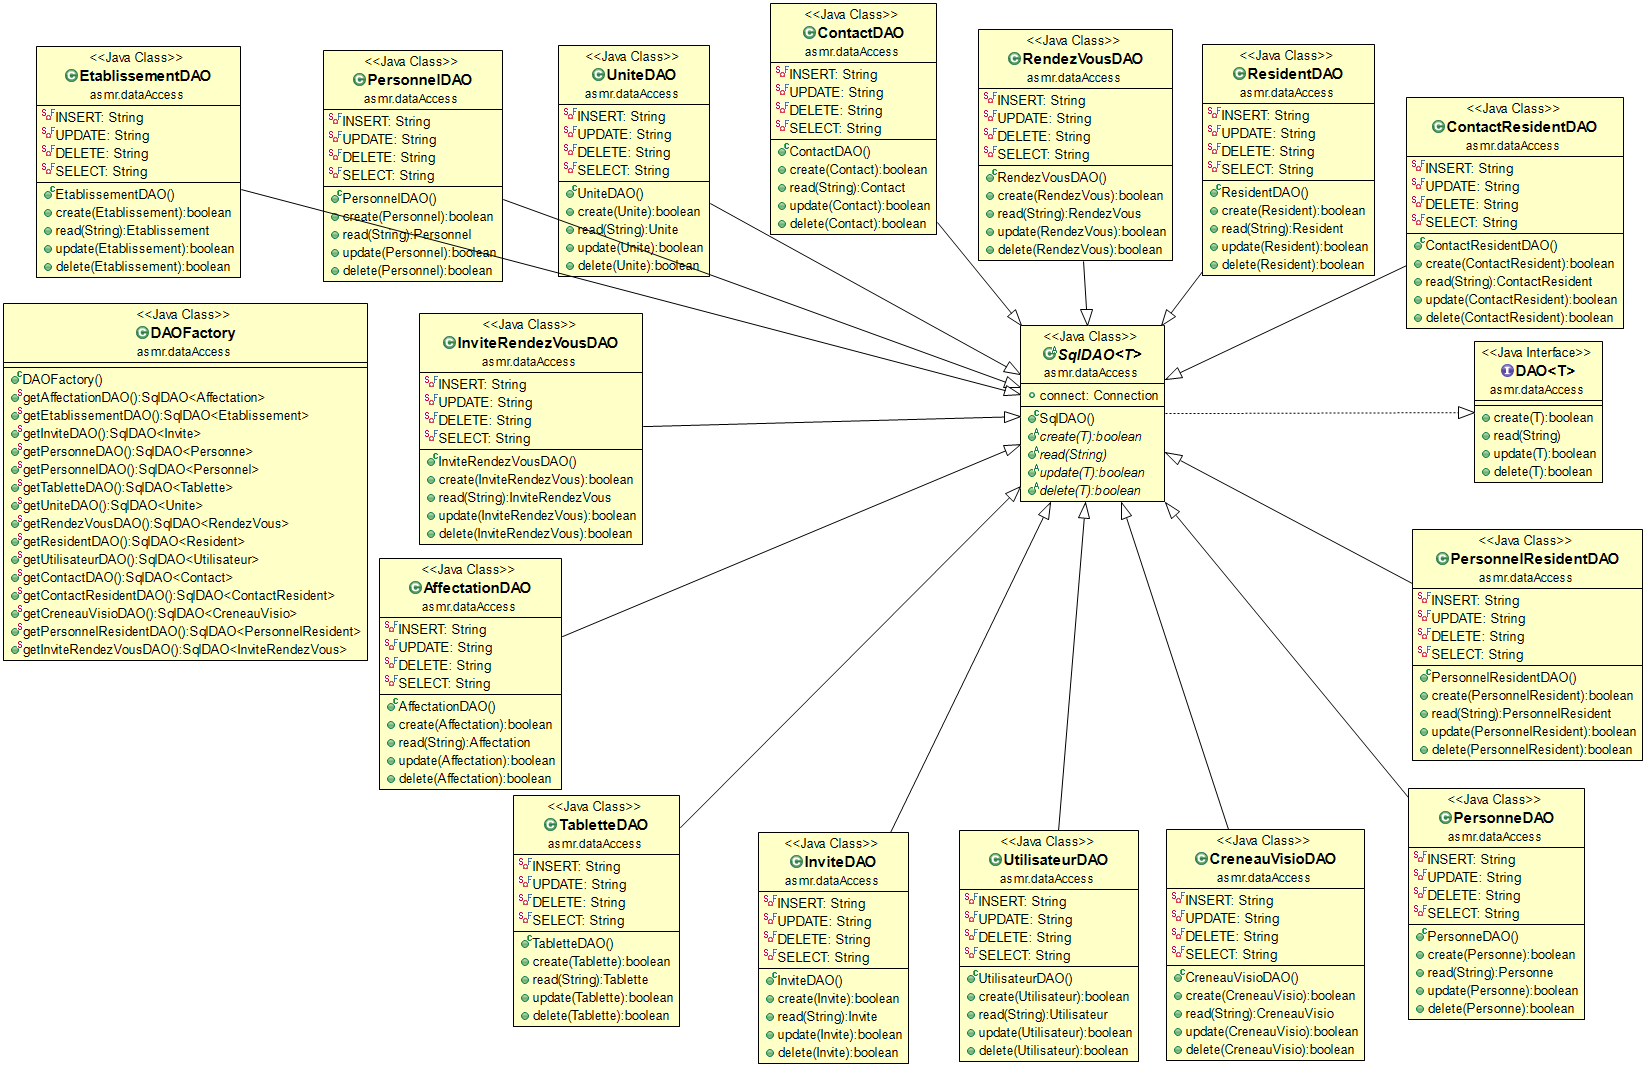 <<Java Class>>
EtablissementDAO
asmr.dataAccess
INSERT: String
UPDATE: String
DELETE: String
SELECT: String
EtablissementDAO()
create(Etablissement):boolean
read(String):Etablissement
update(Etablissement):boolean
delete(Etablissement):boolean
<<Java Class>>
PersonnelDAO
asmr.dataAccess
INSERT: String
UPDATE: String
DELETE: String
SELECT: String
PersonnelDAO()
create(Personnel):boolean
read(String):Personnel
update(Personnel):boolean
delete(Personnel):boolean
<<Java Class>>
UniteDAO
asmr.dataAccess
INSERT: String
UPDATE: String
DELETE: String
SELECT: String
UniteDAO()
create(Unite):boolean
read(String):Unite
update(Unite):boolean
delete(Unite):boolean
<<Java Class>>
ContactDAO
asmr.dataAccess
INSERT: String
UPDATE: String
DELETE: String
SELECT: String
ContactDAO()
create(Contact):boolean
read(String):Contact
update(Contact):boolean
delete(Contact):boolean
<<Java Class>>
RendezVousDAO
asmr.dataAccess
INSERT: String
UPDATE: String
DELETE: String
SELECT: String
RendezVousDAO()
create(RendezVous):boolean
read(String):RendezVous
update(RendezVous):boolean
delete(RendezVous):boolean
<<Java Class>>
ResidentDAO
asmr.dataAccess
INSERT: String
UPDATE: String
DELETE: String
SELECT: String
ResidentDAO()
create(Resident):boolean
read(String):Resident
update(Resident):boolean
delete(Resident):boolean
<<Java Class>>
ContactResidentDAO
asmr.dataAccess
INSERT: String
UPDATE: String
DELETE: String
SELECT: String
ContactResidentDAO()
create(ContactResident):boolean
read(String):ContactResident
update(ContactResident):boolean
delete(ContactResident):boolean
<<Java Class>>
DAOFactory
asmr.dataAccess
DAOFactory()
getAffectationDAO():SqlDAO<Affectation>
getEtablissementDAO():SqlDAO<Etablissement>
getInviteDAO():SqlDAO<Invite>
getPersonneDAO():SqlDAO<Personne>
getPersonnelDAO():SqlDAO<Personnel>
getTabletteDAO():SqlDAO<Tablette>
getUniteDAO():SqlDAO<Unite>
getRendezVousDAO():SqlDAO<RendezVous>
getResidentDAO():SqlDAO<Resident>
getUtilisateurDAO():SqlDAO<Utilisateur>
getContactDAO():SqlDAO<Contact>
getContactResidentDAO():SqlDAO<ContactResident>
getCreneauVisioDAO():SqlDAO<CreneauVisio>
getPersonnelResidentDAO():SqlDAO<PersonnelResident>
getInviteRendezVousDAO():SqlDAO<InviteRendezVous>
<<Java Class>>
InviteRendezVousDAO
asmr.dataAccess
INSERT: String
UPDATE: String
DELETE: String
SELECT: String
InviteRendezVousDAO()
create(InviteRendezVous):boolean
read(String):InviteRendezVous
update(InviteRendezVous):boolean
delete(InviteRendezVous):boolean
<<Java Class>>
SqlDAO<T>
asmr.dataAccess
connect: Connection
SqlDAO()
create(T):boolean
read(String)
update(T):boolean
delete(T):boolean
<<Java Interface>>
DAO<T>
asmr.dataAccess
create(T):boolean
read(String)
update(T):boolean
delete(T):boolean
<<Java Class>>
AffectationDAO
asmr.dataAccess
INSERT: String
UPDATE: String
DELETE: String
SELECT: String
AffectationDAO()
create(Affectation):boolean
read(String):Affectation
update(Affectation):boolean
delete(Affectation):boolean
<<Java Class>>
PersonnelResidentDAO
asmr.dataAccess
INSERT: String
UPDATE: String
DELETE: String
SELECT: String
PersonnelResidentDAO()
create(PersonnelResident):boolean
read(String):PersonnelResident
update(PersonnelResident):boolean
delete(PersonnelResident):boolean
<<Java Class>>
TabletteDAO
asmr.dataAccess
INSERT: String
UPDATE: String
DELETE: String
SELECT: String
TabletteDAO()
create(Tablette):boolean
read(String):Tablette
update(Tablette):boolean
delete(Tablette):boolean
<<Java Class>>
InviteDAO
asmr.dataAccess
INSERT: String
UPDATE: String
DELETE: String
SELECT: String
InviteDAO()
create(Invite):boolean
read(String):Invite
update(Invite):boolean
delete(Invite):boolean
<<Java Class>>
UtilisateurDAO
asmr.dataAccess
INSERT: String
UPDATE: String
DELETE: String
SELECT: String
UtilisateurDAO()
create(Utilisateur):boolean
read(String):Utilisateur
update(Utilisateur):boolean
delete(Utilisateur):boolean
<<Java Class>>
CreneauVisioDAO
asmr.dataAccess
INSERT: String
UPDATE: String
DELETE: String
SELECT: String
CreneauVisioDAO()
create(CreneauVisio):boolean
read(String):CreneauVisio
update(CreneauVisio):boolean
delete(CreneauVisio):boolean
<<Java Class>>
PersonneDAO
asmr.dataAccess
INSERT: String
UPDATE: String
DELETE: String
SELECT: String
PersonneDAO()
create(Personne):boolean
read(String):Personne
update(Personne):boolean
delete(Personne):boolean